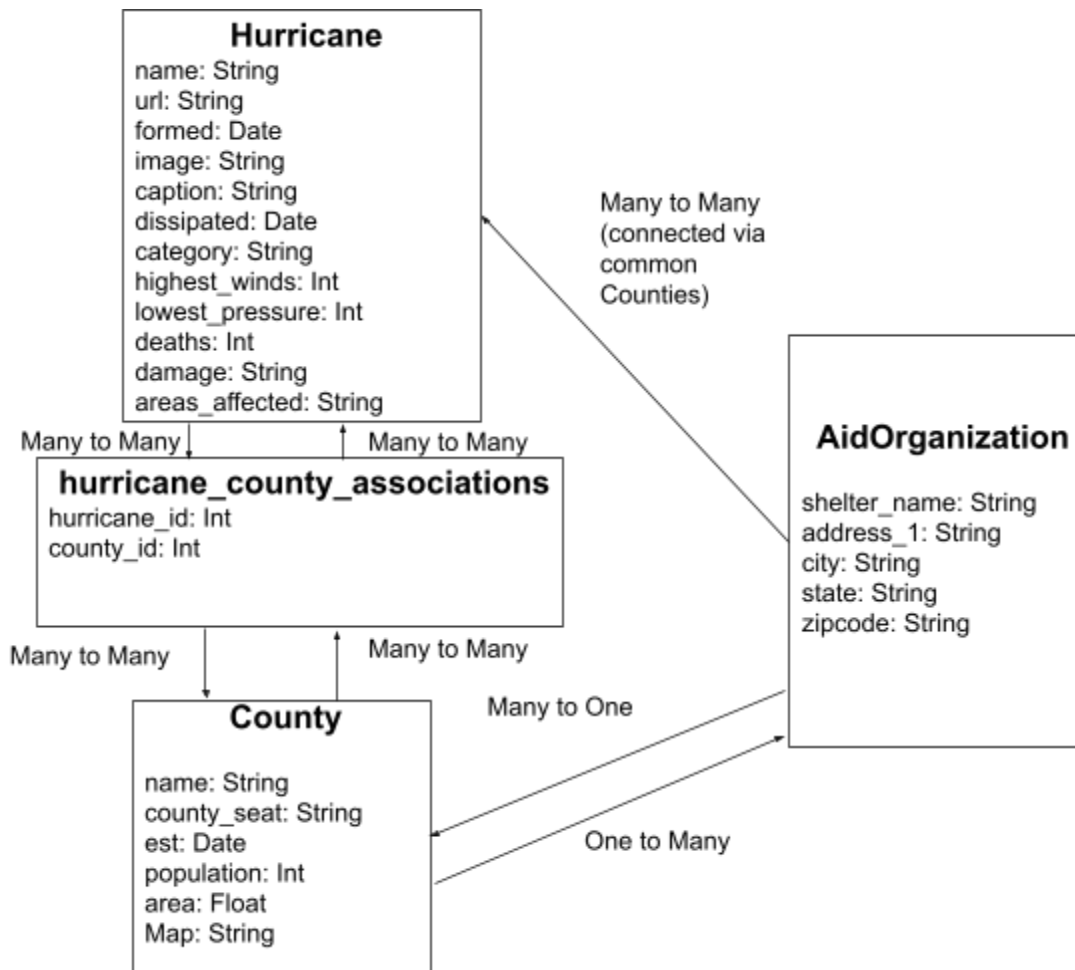 Hurricane
name: String
url: String
formed: Date
image: String
caption: String
dissipated: Date
category: String
highest_winds: Int
lowest_pressure: Int
deaths: Int
damage: String
areas_affected: String
Many to Many
(connected via
common
Counties)
Many to Many
Many to Many
hurricane_county_associations
hurricane_id: Int
county_id: Int
AidOrganization
shelter_name: String
address_1: String
city: String
state: String
zipcode: String
Many to Many
Many to Many
County
name: String
county_seat: String
est: Date
population: Int
area: Float
Map: String
Many to One
One to Many